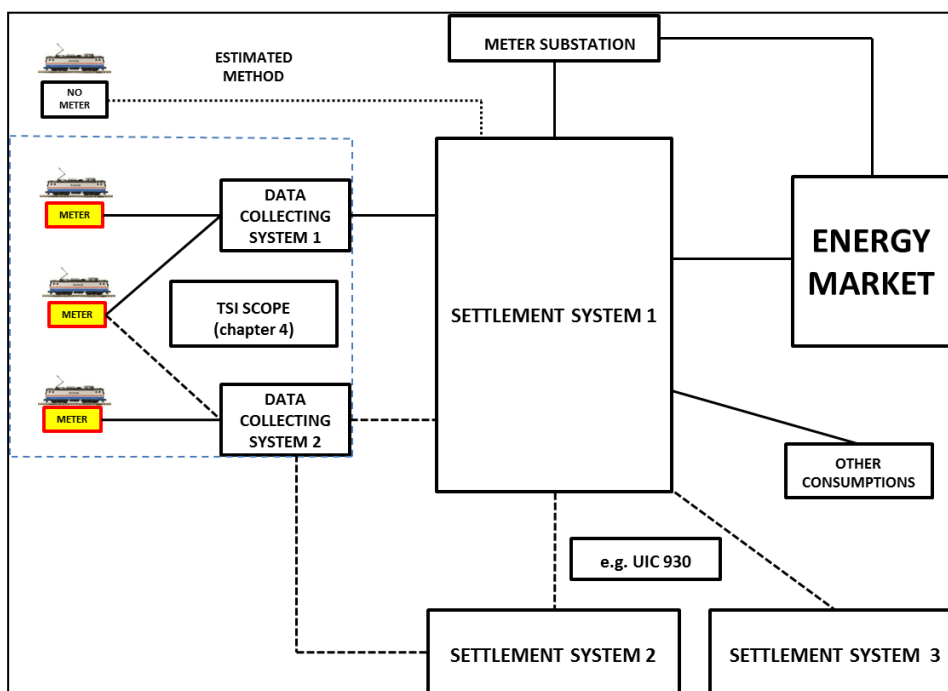 ESTIMATED
METHOD
METER SUBSTATION
NO
METER
METER
DATA
COLLECTING
SYSTEM 1
ENERGY
MARKET
METER
TSI SCOPE
(chapter 4)
SETTLEMENT SYSTEM 1
METER
DATA
COLLECTING
SYSTEM 2
OTHER
CONSUMPTIONS
e.g. UIC 930
SETTLEMENT SYSTEM 2
SETTLEMENT SYSTEM 3